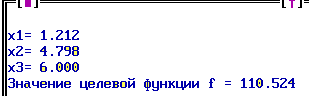 x1= 1.212
x2= 4.798
x3= 6.000
Значение целевой функции f = 110.524